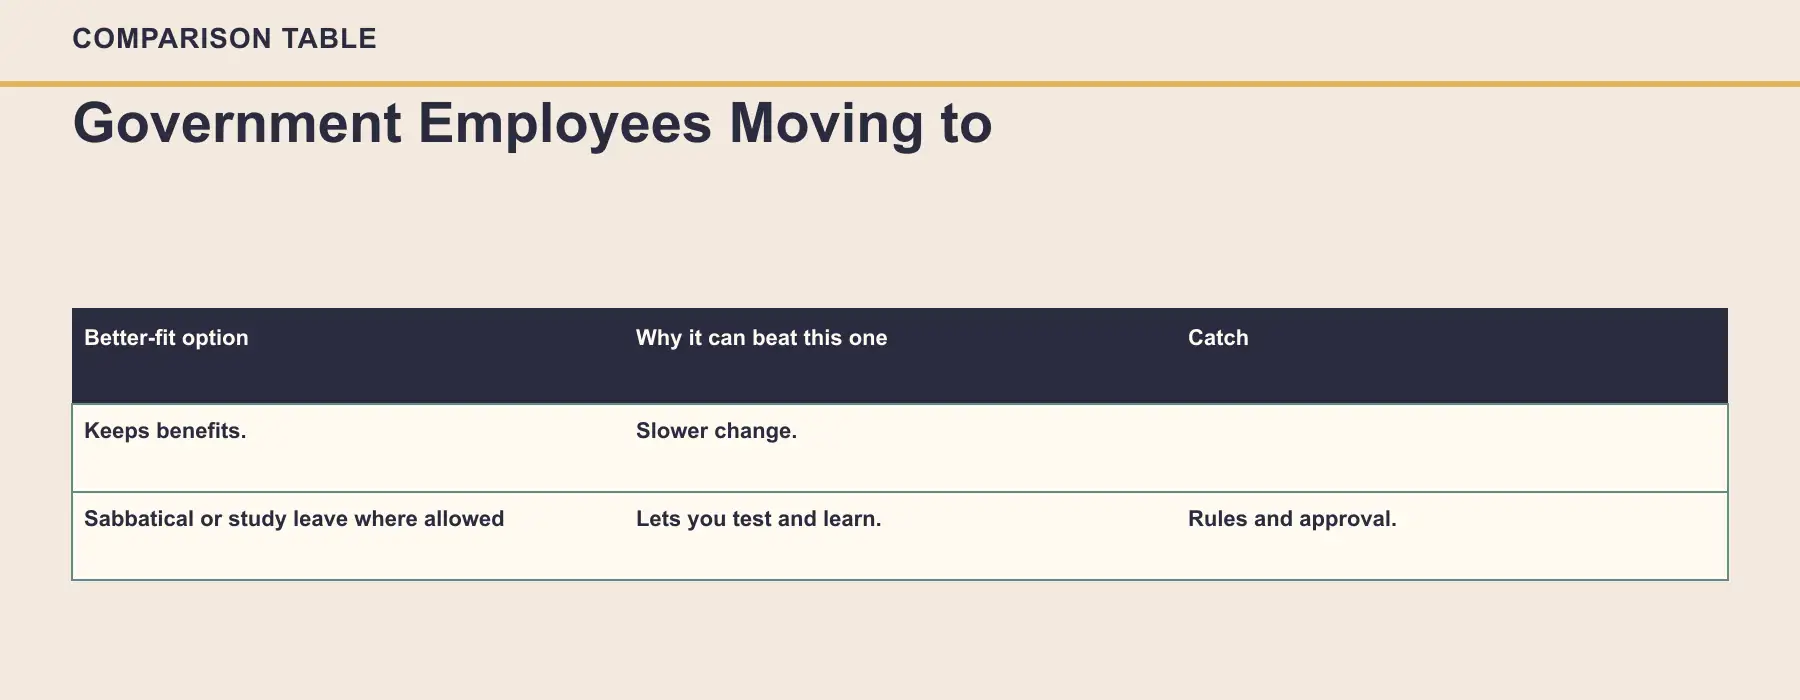 COMPARISON TABLE
Government Employees Moving to
Better-fit option Why it can beat this one Catch
Keeps benefits. Slower change.
Sabbatical or study leave where allowed Lets you test and learn. Rules and approval.